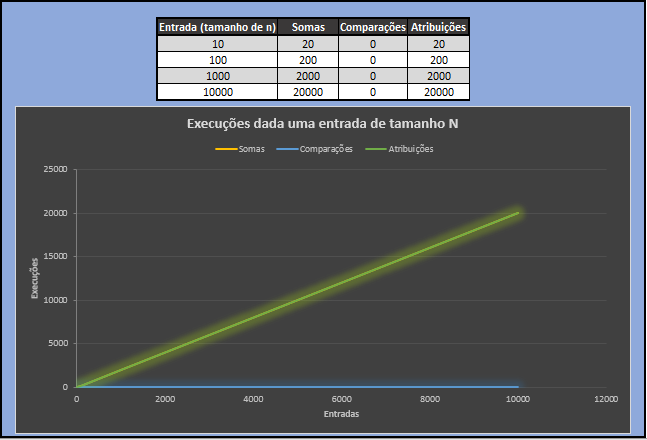 Entrada (tamanho de n) Somas Comparações Atribuições
10 20 0 20
100 200 0 200
1000 2000 0 2000
10000 20000 0 20000
Execuções dada uma entrada de tamanho N
Somas Comparações Atribuições
25000
20000
15000
10000
5000
0
Execuções
0 2000 4000 6000 8000 10000 12000
Entradas